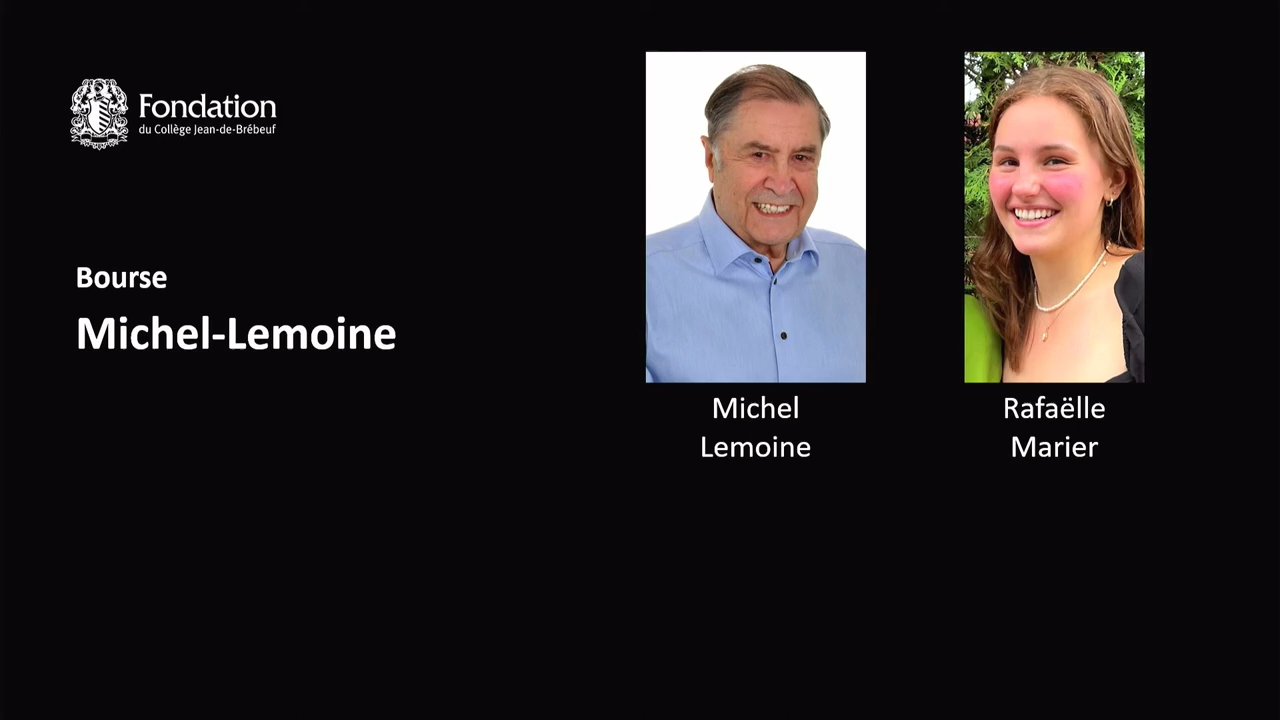 Fondation
du Collège Jean-de-Brébeuf
Bourse
Michel-Lemoine
Michel
Lemoine
Rafaëlle
Marier